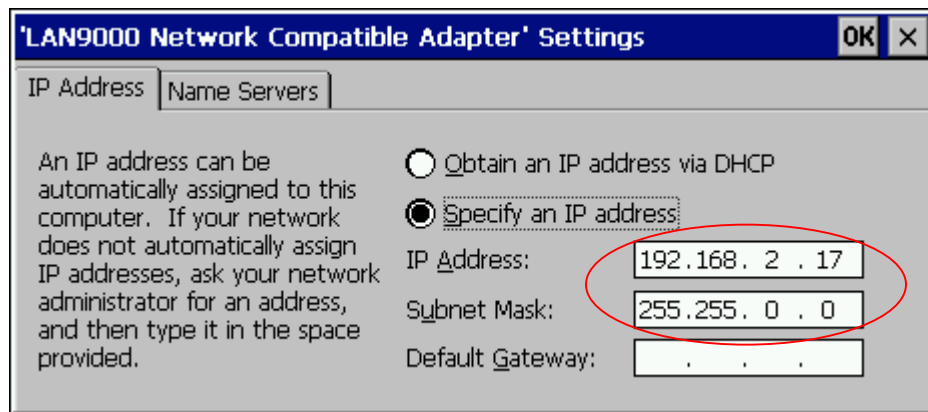 'LAN9000 Network Compatible Adapter' Settings OK ×
IP Address Name Servers
An IP address can be
automatically assigned to this
computer. If your network
does not automatically assign
IP addresses, ask your network
administrator for an address,
and then type it in the space
provided.
Obtain an IP address via DHCP
Specify an IP address
IP Address: 192.168. 2 . 17
Subnet Mask: 255.255. 0 . 0
Default Gateway: . . .